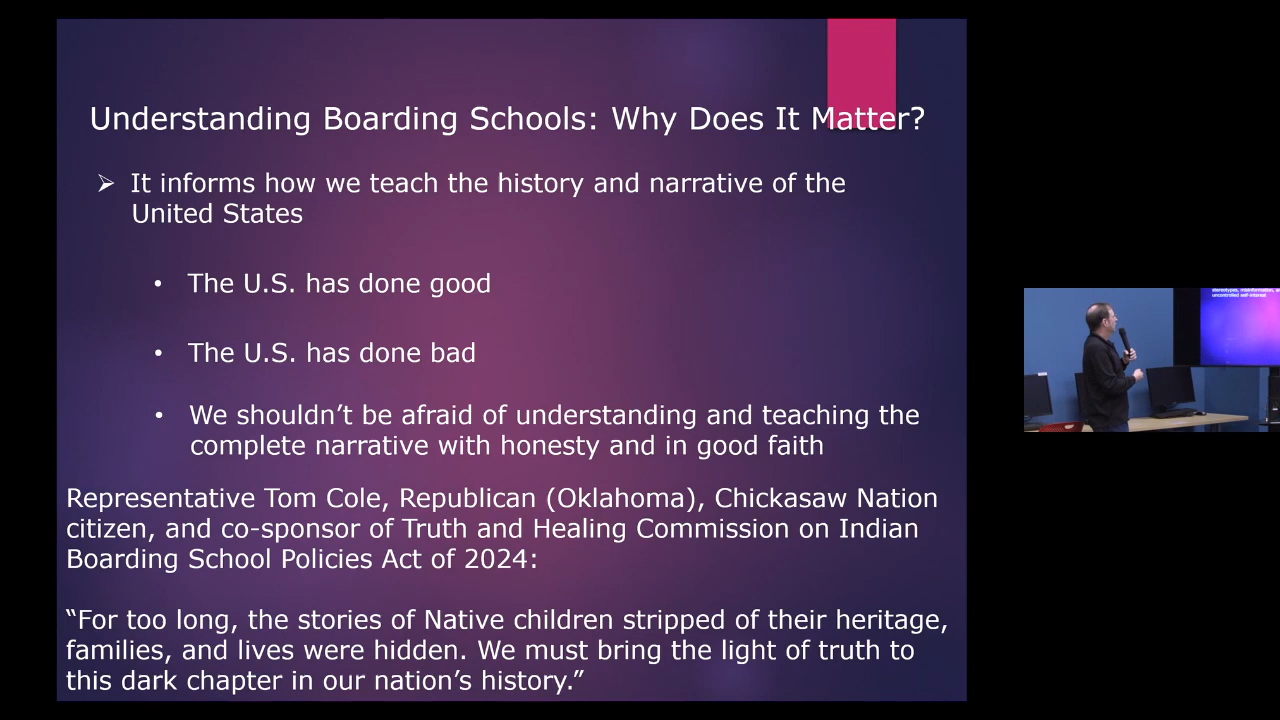 Understanding Boarding Schools: Why Does It Matter?
➢ It informs how we teach the history and narrative of the
United States
• The U.S. has done good
• The U.S. has done bad
• We shouldn’t be afraid of understanding and teaching the
complete narrative with honesty and in good faith
Representative Tom Cole, Republican (Oklahoma), Chickasaw Nation
citizen, and co-sponsor of Truth and Healing Commission on Indian
Boarding School Policies Act of 2024:
“For too long, the stories of Native children stripped of their heritage,
families, and lives were hidden. We must bring the light of truth to
this dark chapter in our nation’s history.”
stereotypes, misinformation,
uncontrolled self-interest